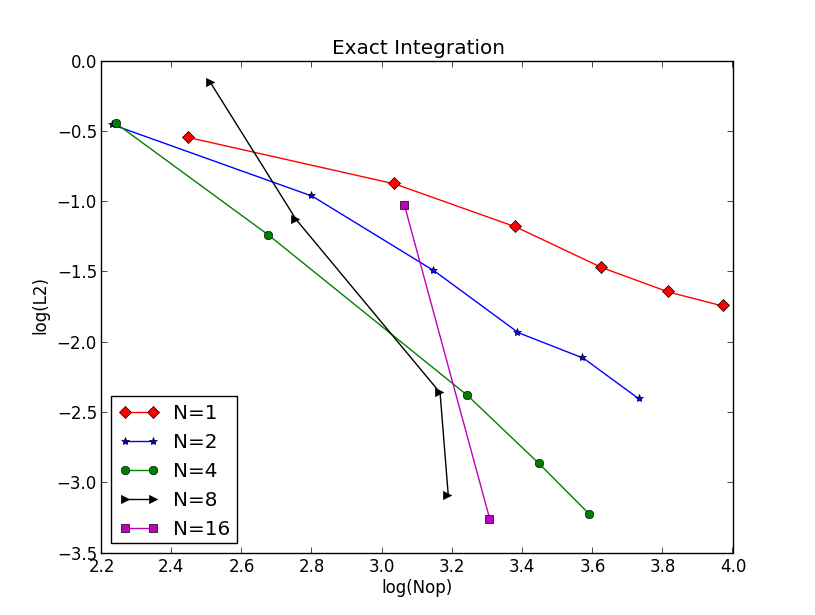 Exact Integration
0.0
−0.5
−1.0
−1.5
−2.0
−2.5
−3.0
−3.5
log(L2)
N=1
N=2
N=4
N=8
N=16
2.2 2.4 2.6 2.8 3.0 3.2 3.4 3.6 3.8 4.0
log(Nop)